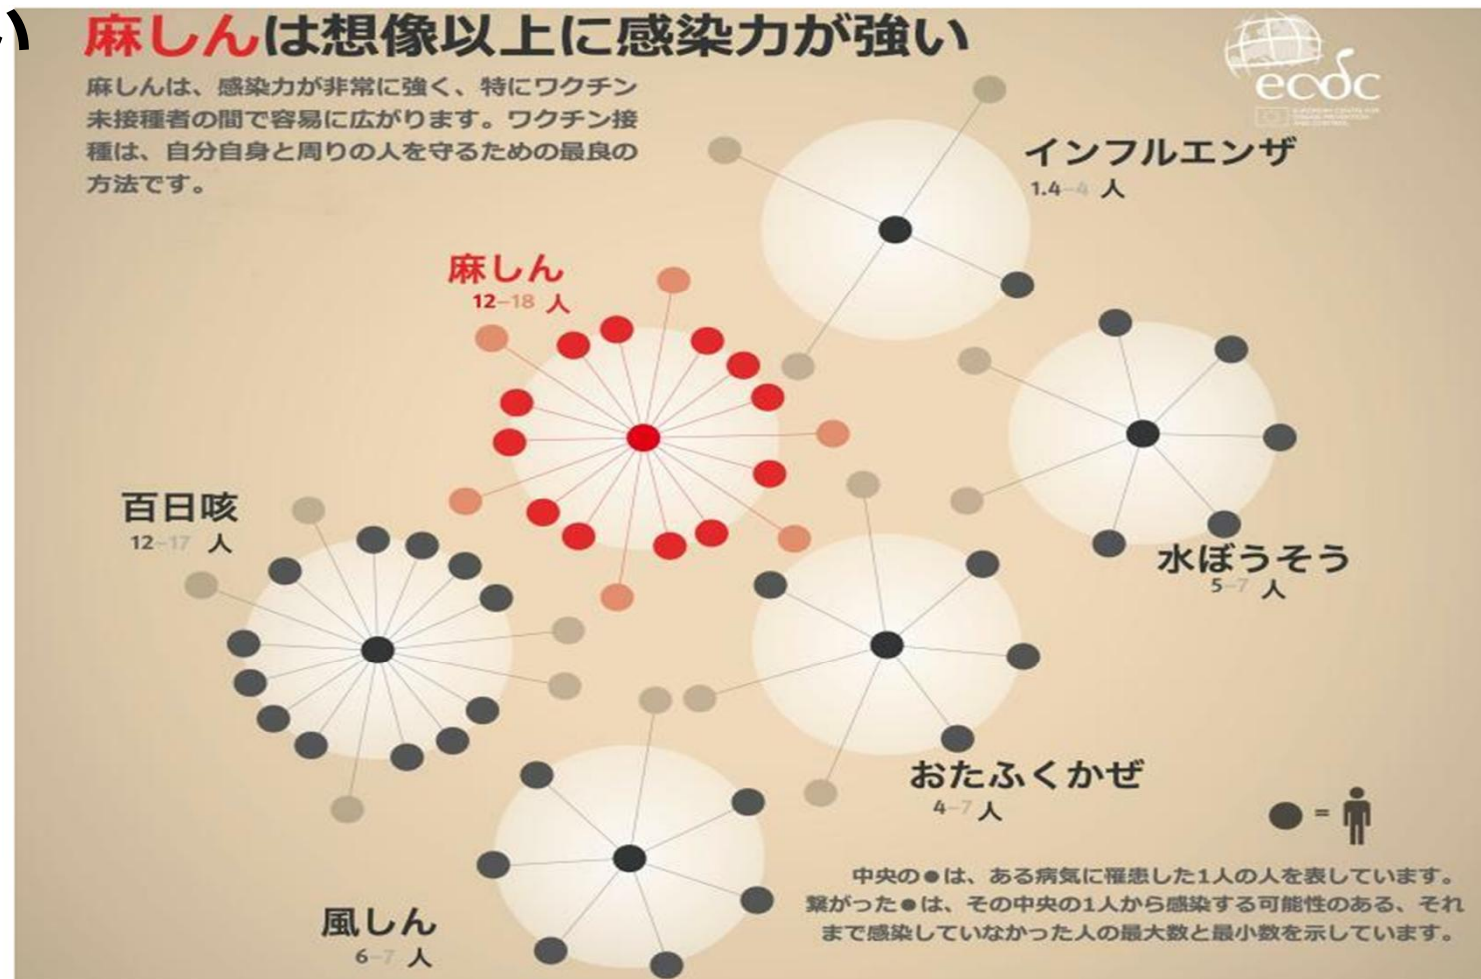 い
麻しんは想像以上に感染力が強い
麻しんは、感染力が非常に強く、特にワクチン
未接種者の間で容易に広がります。ワクチン接
種は、自分自身と周りの人を守るための最良の
方法です。
ecdc
EUROPEAN CENTRE FOR
DISEASE PREVENTION
AND CONTROL
インフルエンザ
1.4–4 人
麻しん
12–18 人
百日咳
12–17 人
水ぼうそう
5–7 人
おたふくかぜ
4–7 人
=
風しん
6–7 人
中央の●は、ある病気に罹患した1人の人を表しています。
繋がった●は、その中央の1人から感染する可能性のある、それ
まで感染していなかった人の最大数と最小数を示しています。